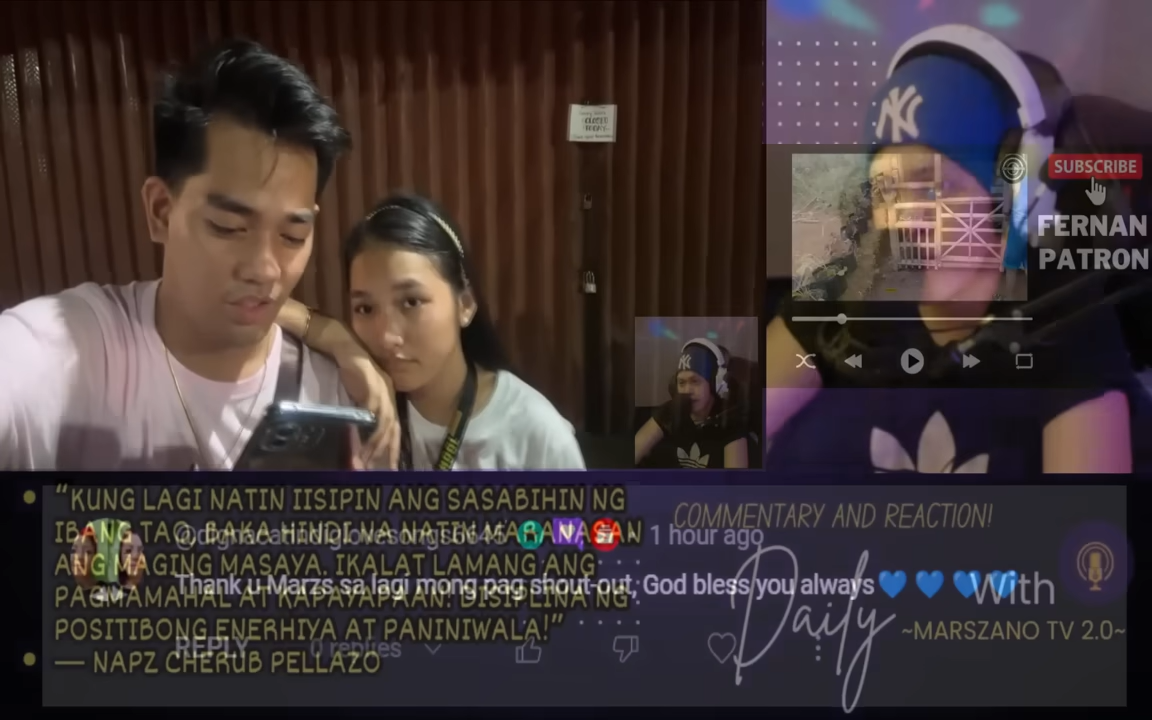 CLOSED
SUBSCRIBE
FERNAN
PATRON
• “KUNG LAGI NATIN IISIPIN ANG SASABIHIN NG
IBANG TAO, BAKA HINDI NA NATIN MARANASAN
ANG MAGING MASAYA. IKALAT LAMANG ANG
PAGMAMAHAL AT KAPAYAPAAN! DISIPLINA NG
POSITIBONG ENERHIYA AT PANINIWALA!”
• — NAPZ CHERUB PELLAZO
1 hour ago
Thank u Marzs sa lagi mong pag shout-out, God bless you always💙💙💙💙
REPLY
0 replies
COMMENTARY AND REACTION!
Daily
With
~MARSZANO TV 2.0~